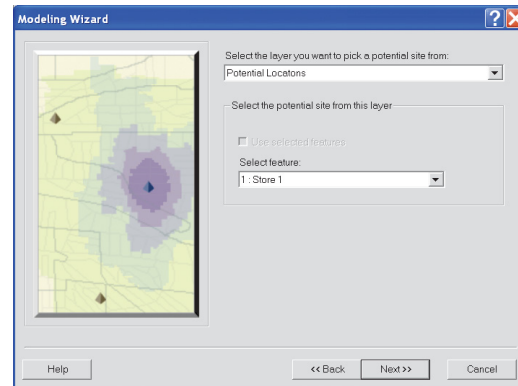 Modeling Wizard
Select the layer you want to pick a potential site from:
Potential Locatons
Select the potential site from this layer
Use selected features
Select feature:
1 : Store 1
Help
<< Back
Next >>
Cancel